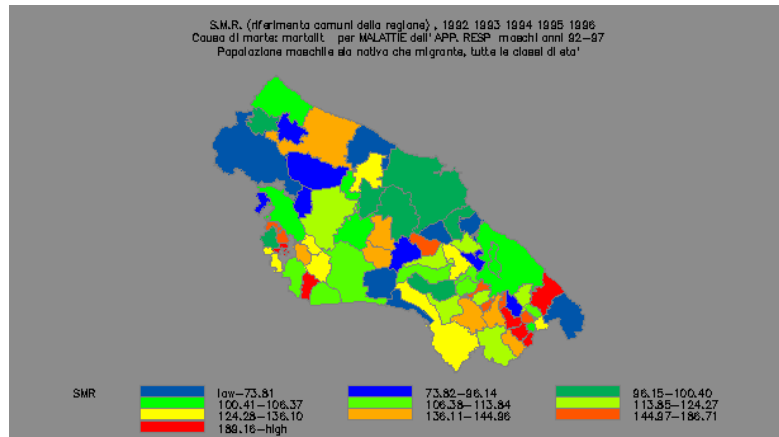 S.M.R. (riferimento comuni della regione) , 1992 1993 1994 1995 1996
Causa di morte: mortalit per MALATTIE dell'APP. RESP maschi anni 92-97
Popolazione maschile sia nativa che migrante, tutte le classi di eta'
SMR
low-73.81 73.82-96.14 96.15-100.40
100.41-106.37 106.38-113.84 113.85-124.27
124.28-136.10 136.11-144.96 144.97-186.71
189.16-high